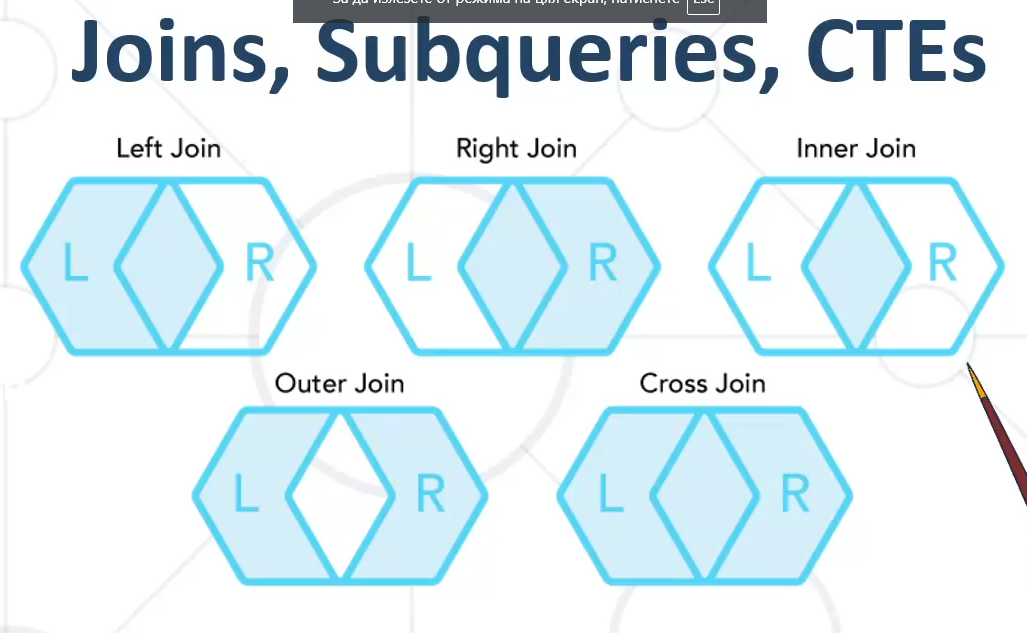 За да излезете от режима на цял екран, натиснете Esc
Joins, Subqueries, CTEs
Left Join
Right Join
Inner Join
L
R
L
R
L
R
Outer Join
Cross Join
L
R
L
R